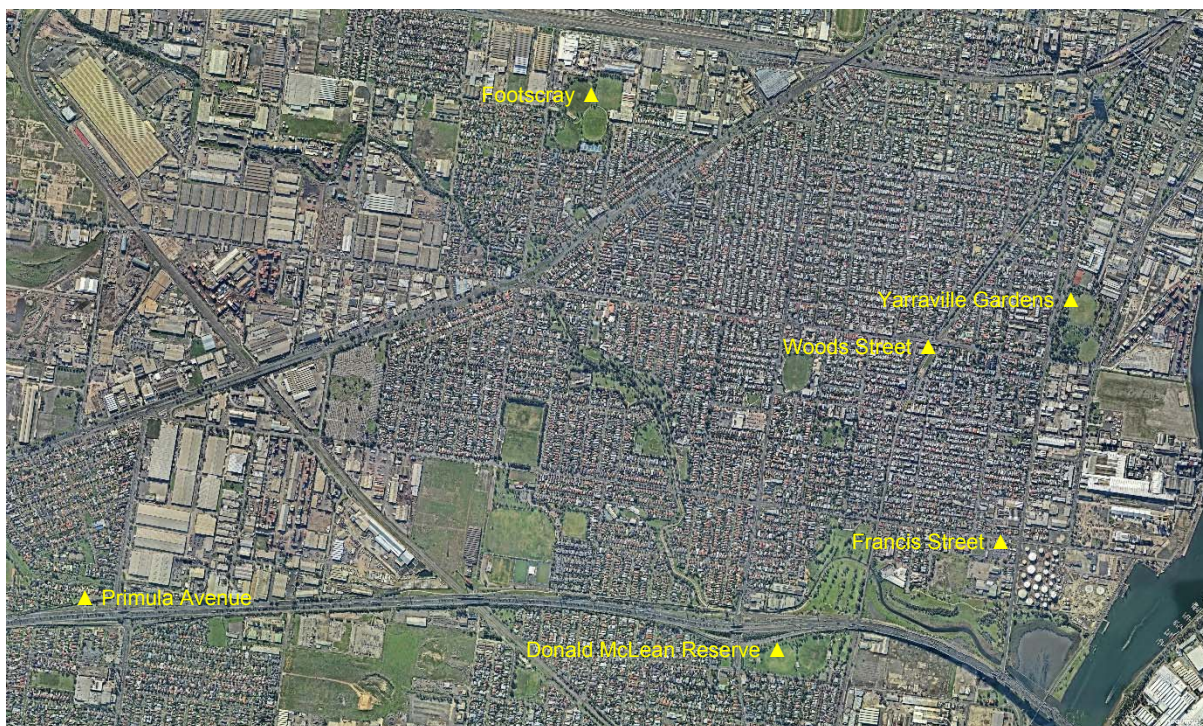 Footscray
Yarraville Gardens
Woods Street
Francis Street
Primula Avenue
Donald McLean Reserve